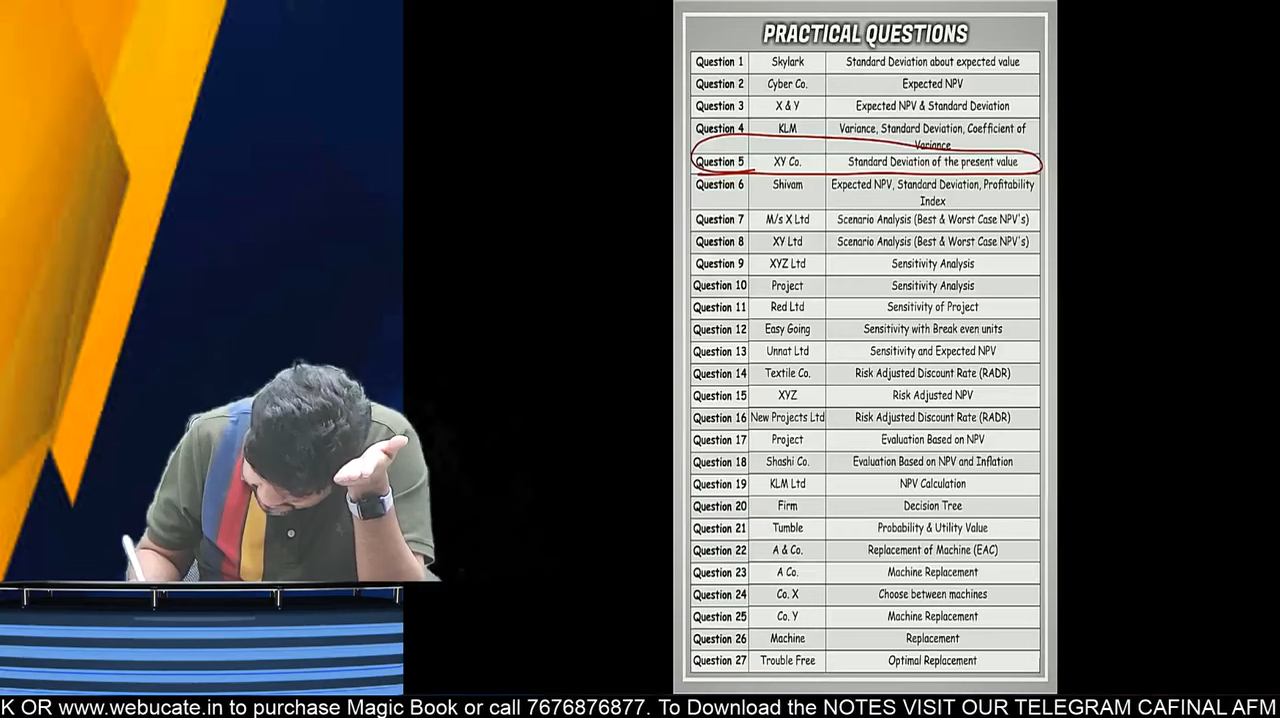 PRACTICAL QUESTIONS
Question 1 Skylark Standard Deviation about expected value
Question 2 Cyber Co. Expected NPV
Question 3 X & Y Expected NPV & Standard Deviation
Question 4 KLM Variance, Standard Deviation, Coefficient of
Variance
Question 5 XY Co. Standard Deviation of the present value
Question 6 Shivam Expected NPV, Standard Deviation, Profitability
Index
Question 7 M/s X Ltd Scenario Analysis (Best & Worst Case NPV's)
Question 8 XY Ltd Scenario Analysis (Best & Worst Case NPV's)
Question 9 XYZ Ltd Sensitivity Analysis
Question 10 Project Sensitivity Analysis
Question 11 Red Ltd Sensitivity of Project
Question 12 Easy Going Sensitivity with Break even units
Question 13 Unnat Ltd Sensitivity and Expected NPV
Question 14 Textile Co. Risk Adjusted Discount Rate (RADR)
Question 15 XYZ Risk Adjusted NPV
Question 16 New Projects Ltd Risk Adjusted Discount Rate (RADR)
Question 17 Project Evaluation Based on NPV
Question 18 Shashi Co. Evaluation Based on NPV and Inflation
Question 19 KLM Ltd NPV Calculation
Question 20 Firm Decision Tree
Question 21 Tumble Probability & Utility Value
Question 22 A & Co. Replacement of Machine (EAC)
Question 23 A Co. Machine Replacement
Question 24 Co. X Choose between machines
Question 25 Co. Y Machine Replacement
Question 26 Machine Replacement
Question 27 Trouble Free Optimal Replacement
K OR www.webucate.in to purchase Magic Book or call 7676876877. To Download the NOTES VISIT OUR TELEGRAM CAFINAL AFM